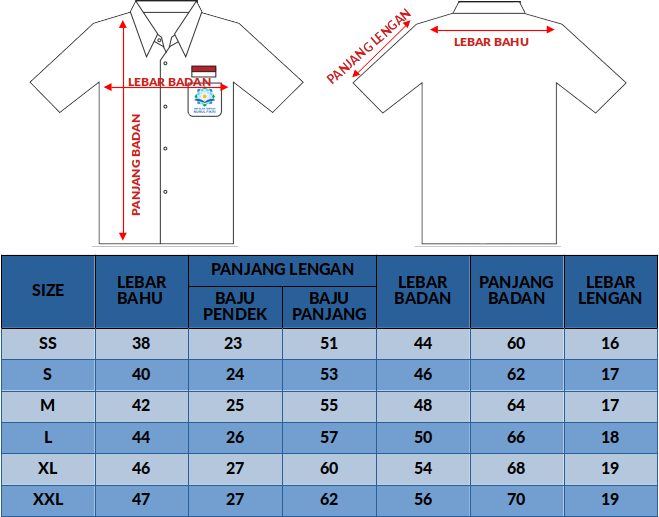 PANJANG LENGAN
LEBAR BAHU
LEBAR BADAN
PANJANG BADAN
SIZE LEBAR BAHU PANJANG LENGAN LEBAR BADAN PANJANG BADAN LEBAR LENGAN
BAJU PENDEK BAJU PANJANG
SS 38 23 51 44 60 16
S 40 24 53 46 62 17
M 42 25 55 48 64 17
L 44 26 57 50 66 18
XL 46 27 60 54 68 19
XXL 47 27 62 56 70 19